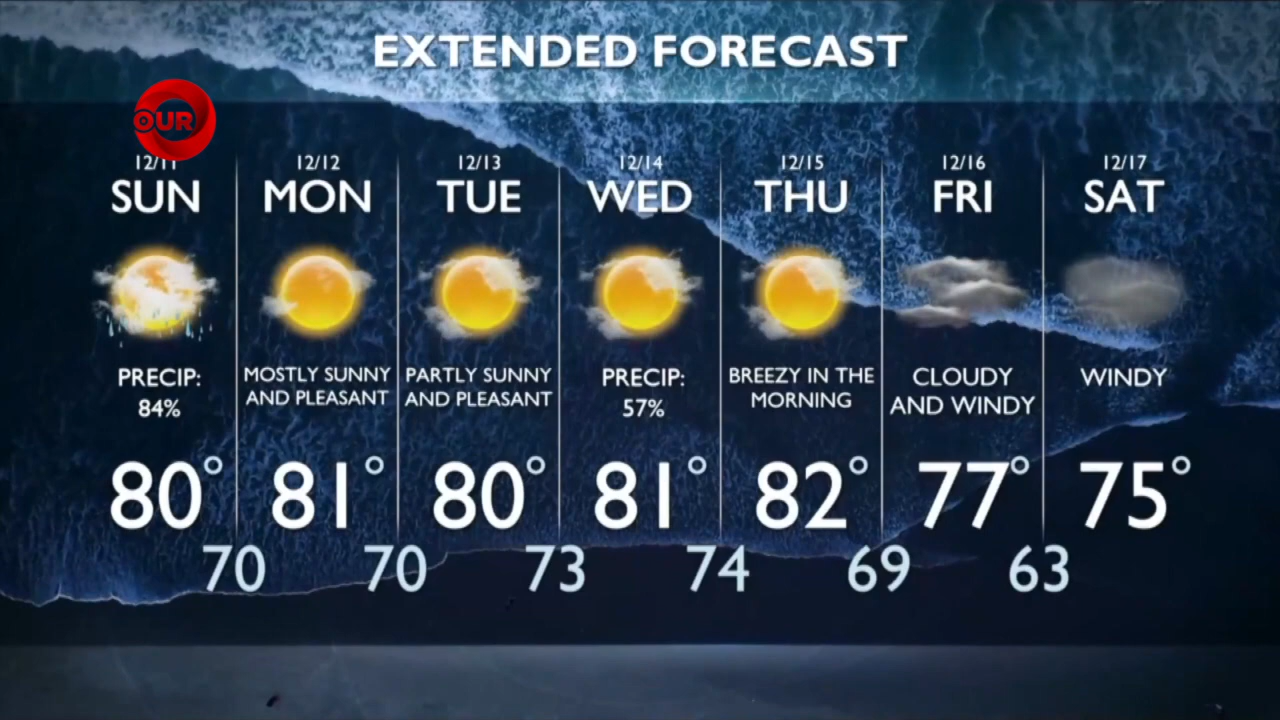 EXTENDED FORECAST
OUR
12/11
SUN
PRECIP:
84%
80°
70
12/12
MON
MOSTLY SUNNY
AND PLEASANT
81°
70
12/13
TUE
PARTLY SUNNY
AND PLEASANT
80°
73
12/14
WED
PRECIP:
57%
81°
74
12/15
THU
BREEZY IN THE
MORNING
82°
69
12/16
FRI
CLOUDY
AND WINDY
77°
63
12/17
SAT
WINDY
75°